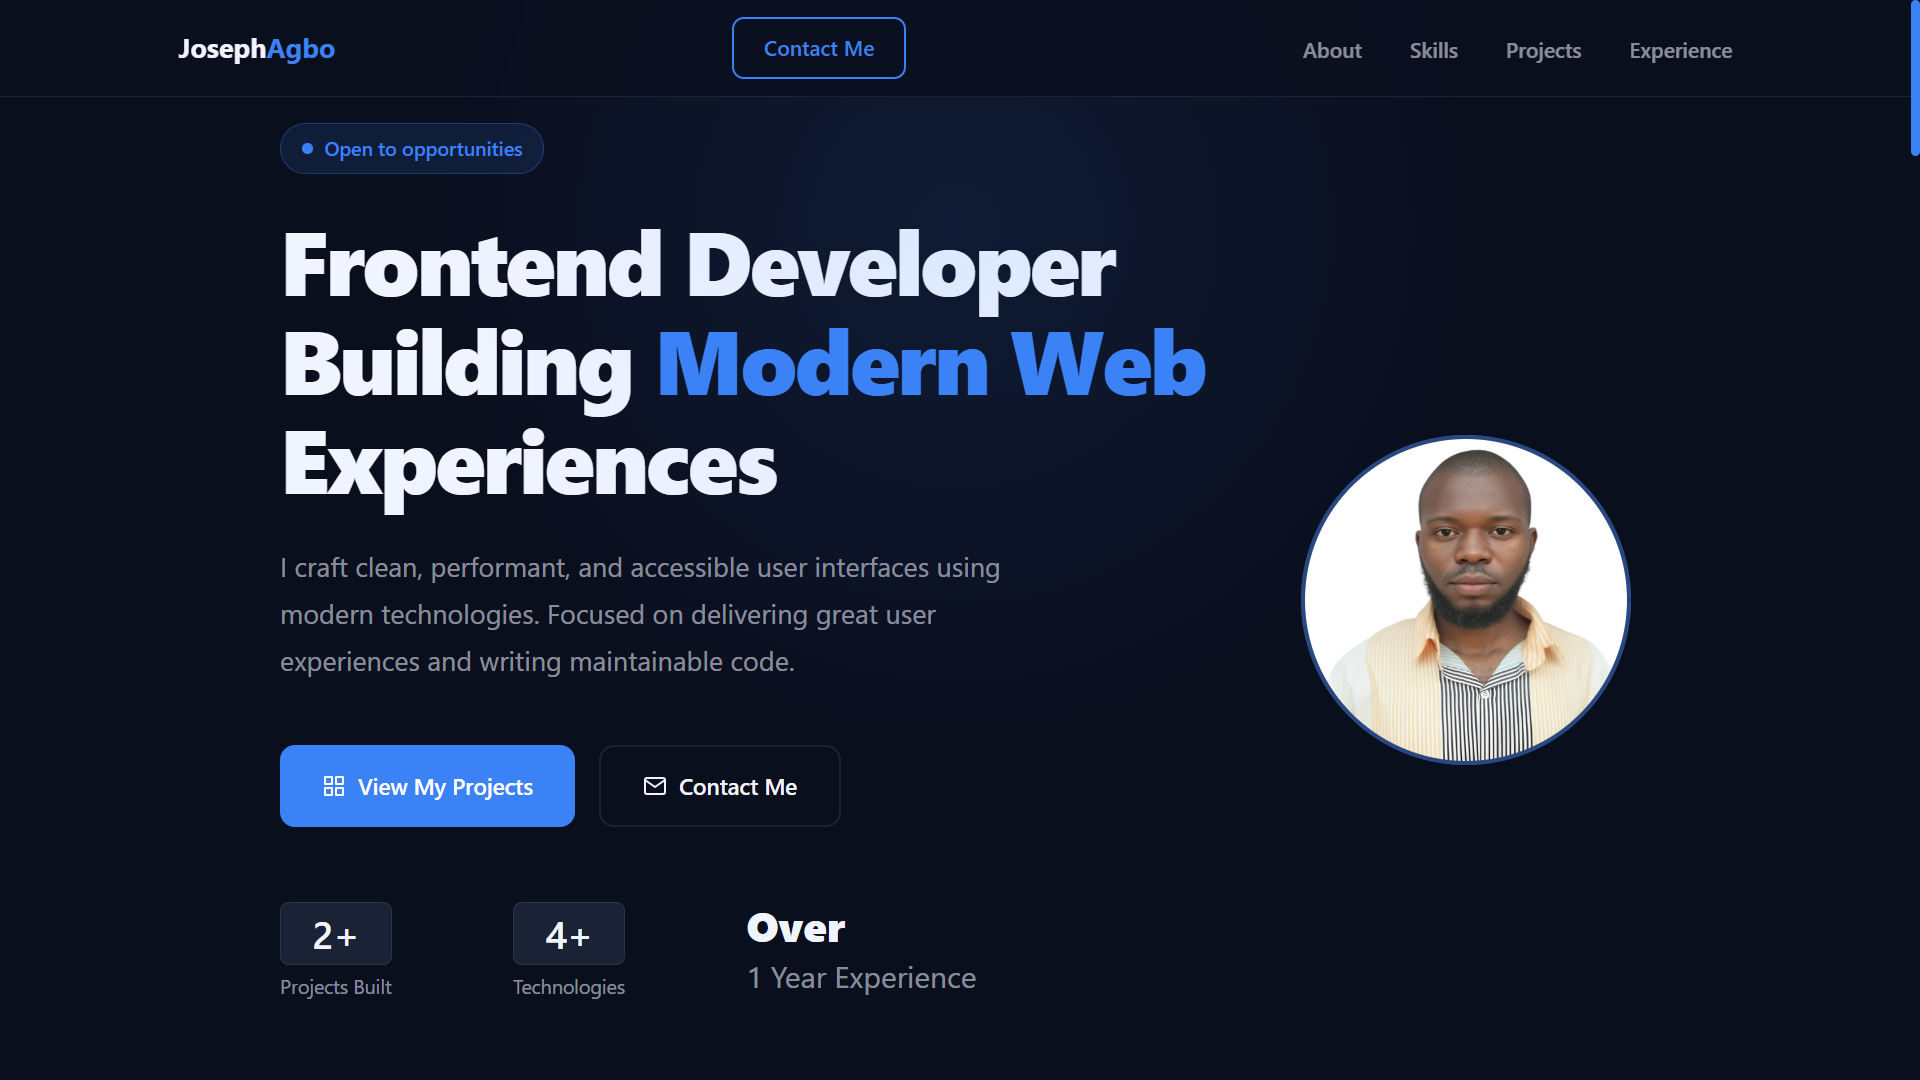 JosephAgbo
Contact Me
About
Skills
Projects
Experience
Open to opportunities
Frontend Developer
Building Modern Web
Experiences
I craft clean, performant, and accessible user interfaces using
modern technologies. Focused on delivering great user
experiences and writing maintainable code.
View My Projects
Contact Me
2+
Projects Built
4+
Technologies
Over
1 Year Experience